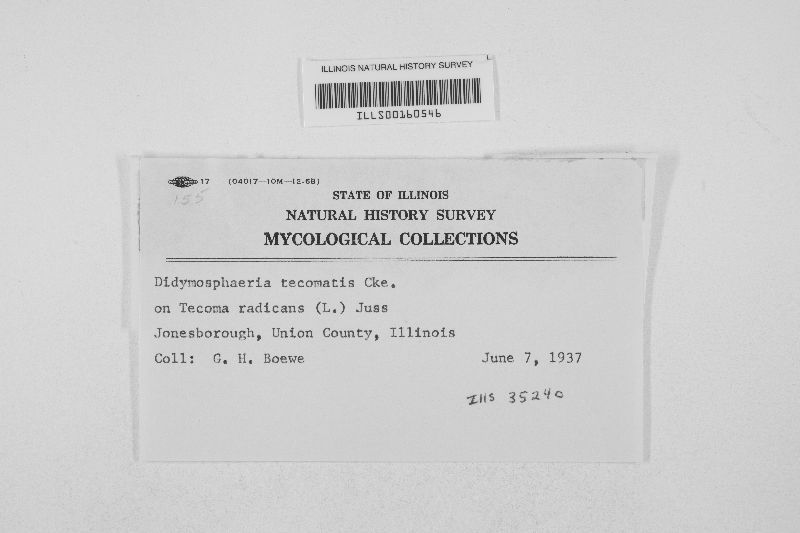 ILLINOIS NATURAL HISTORY SURVEY
ILLS00160546
17 (04017—10M—12-68)
155
STATE OF ILLINOIS
NATURAL HISTORY SURVEY
MYCOLOGICAL COLLECTIONS
Didymosphaeria tecomatis Cke.
on Tecoma radicans (L.) Juss
Jonesborough, Union County, Illinois
Coll: G. H. Boewe June 7, 1937
IllS 35240